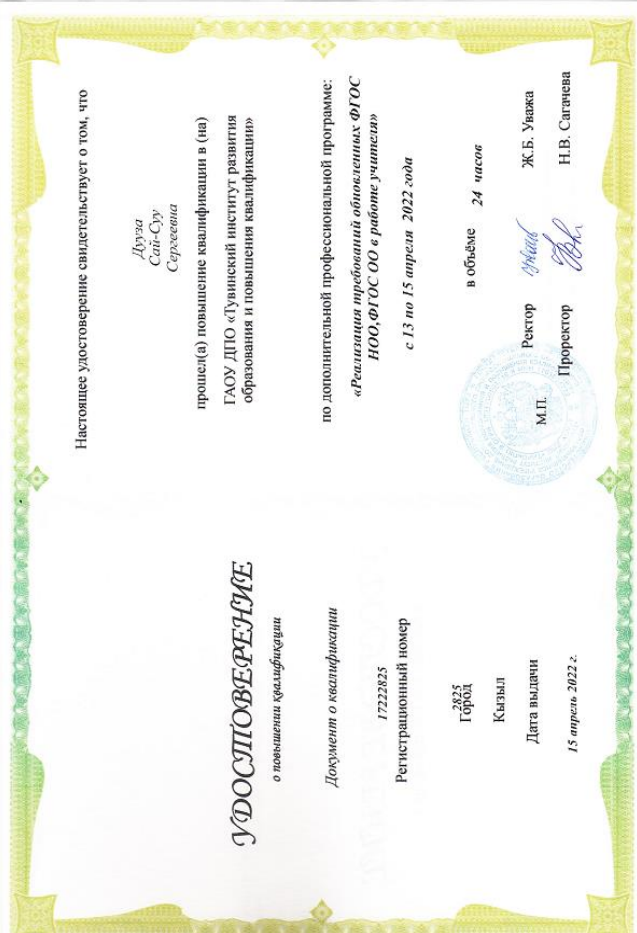 УДОСТОВЕРЕНИЕ
о повышении квалификации
Документ о квалификации
17222825
Регистрационный номер
2825
Город
Кызыл
Дата выдачи
15 апрель 2022 г.
Настоящее удостоверение свидетельствует о том, что
Дууза
Сай-Суу
Сергеевна
прошел(а) повышение квалификации в (на)
ГАОУ ДПО «Тувинский институт развития
образования и повышения квалификации»
по дополнительной профессиональной программе:
«Реализация требований обновленных ФГОС
НОО,ФГОС ОО в работе учителя»
с 13 по 15 апреля 2022 года
в объёме 24 часов
Ректор Ж.Б. Уважа
М.П.
Проректор Н.В. Сагачева